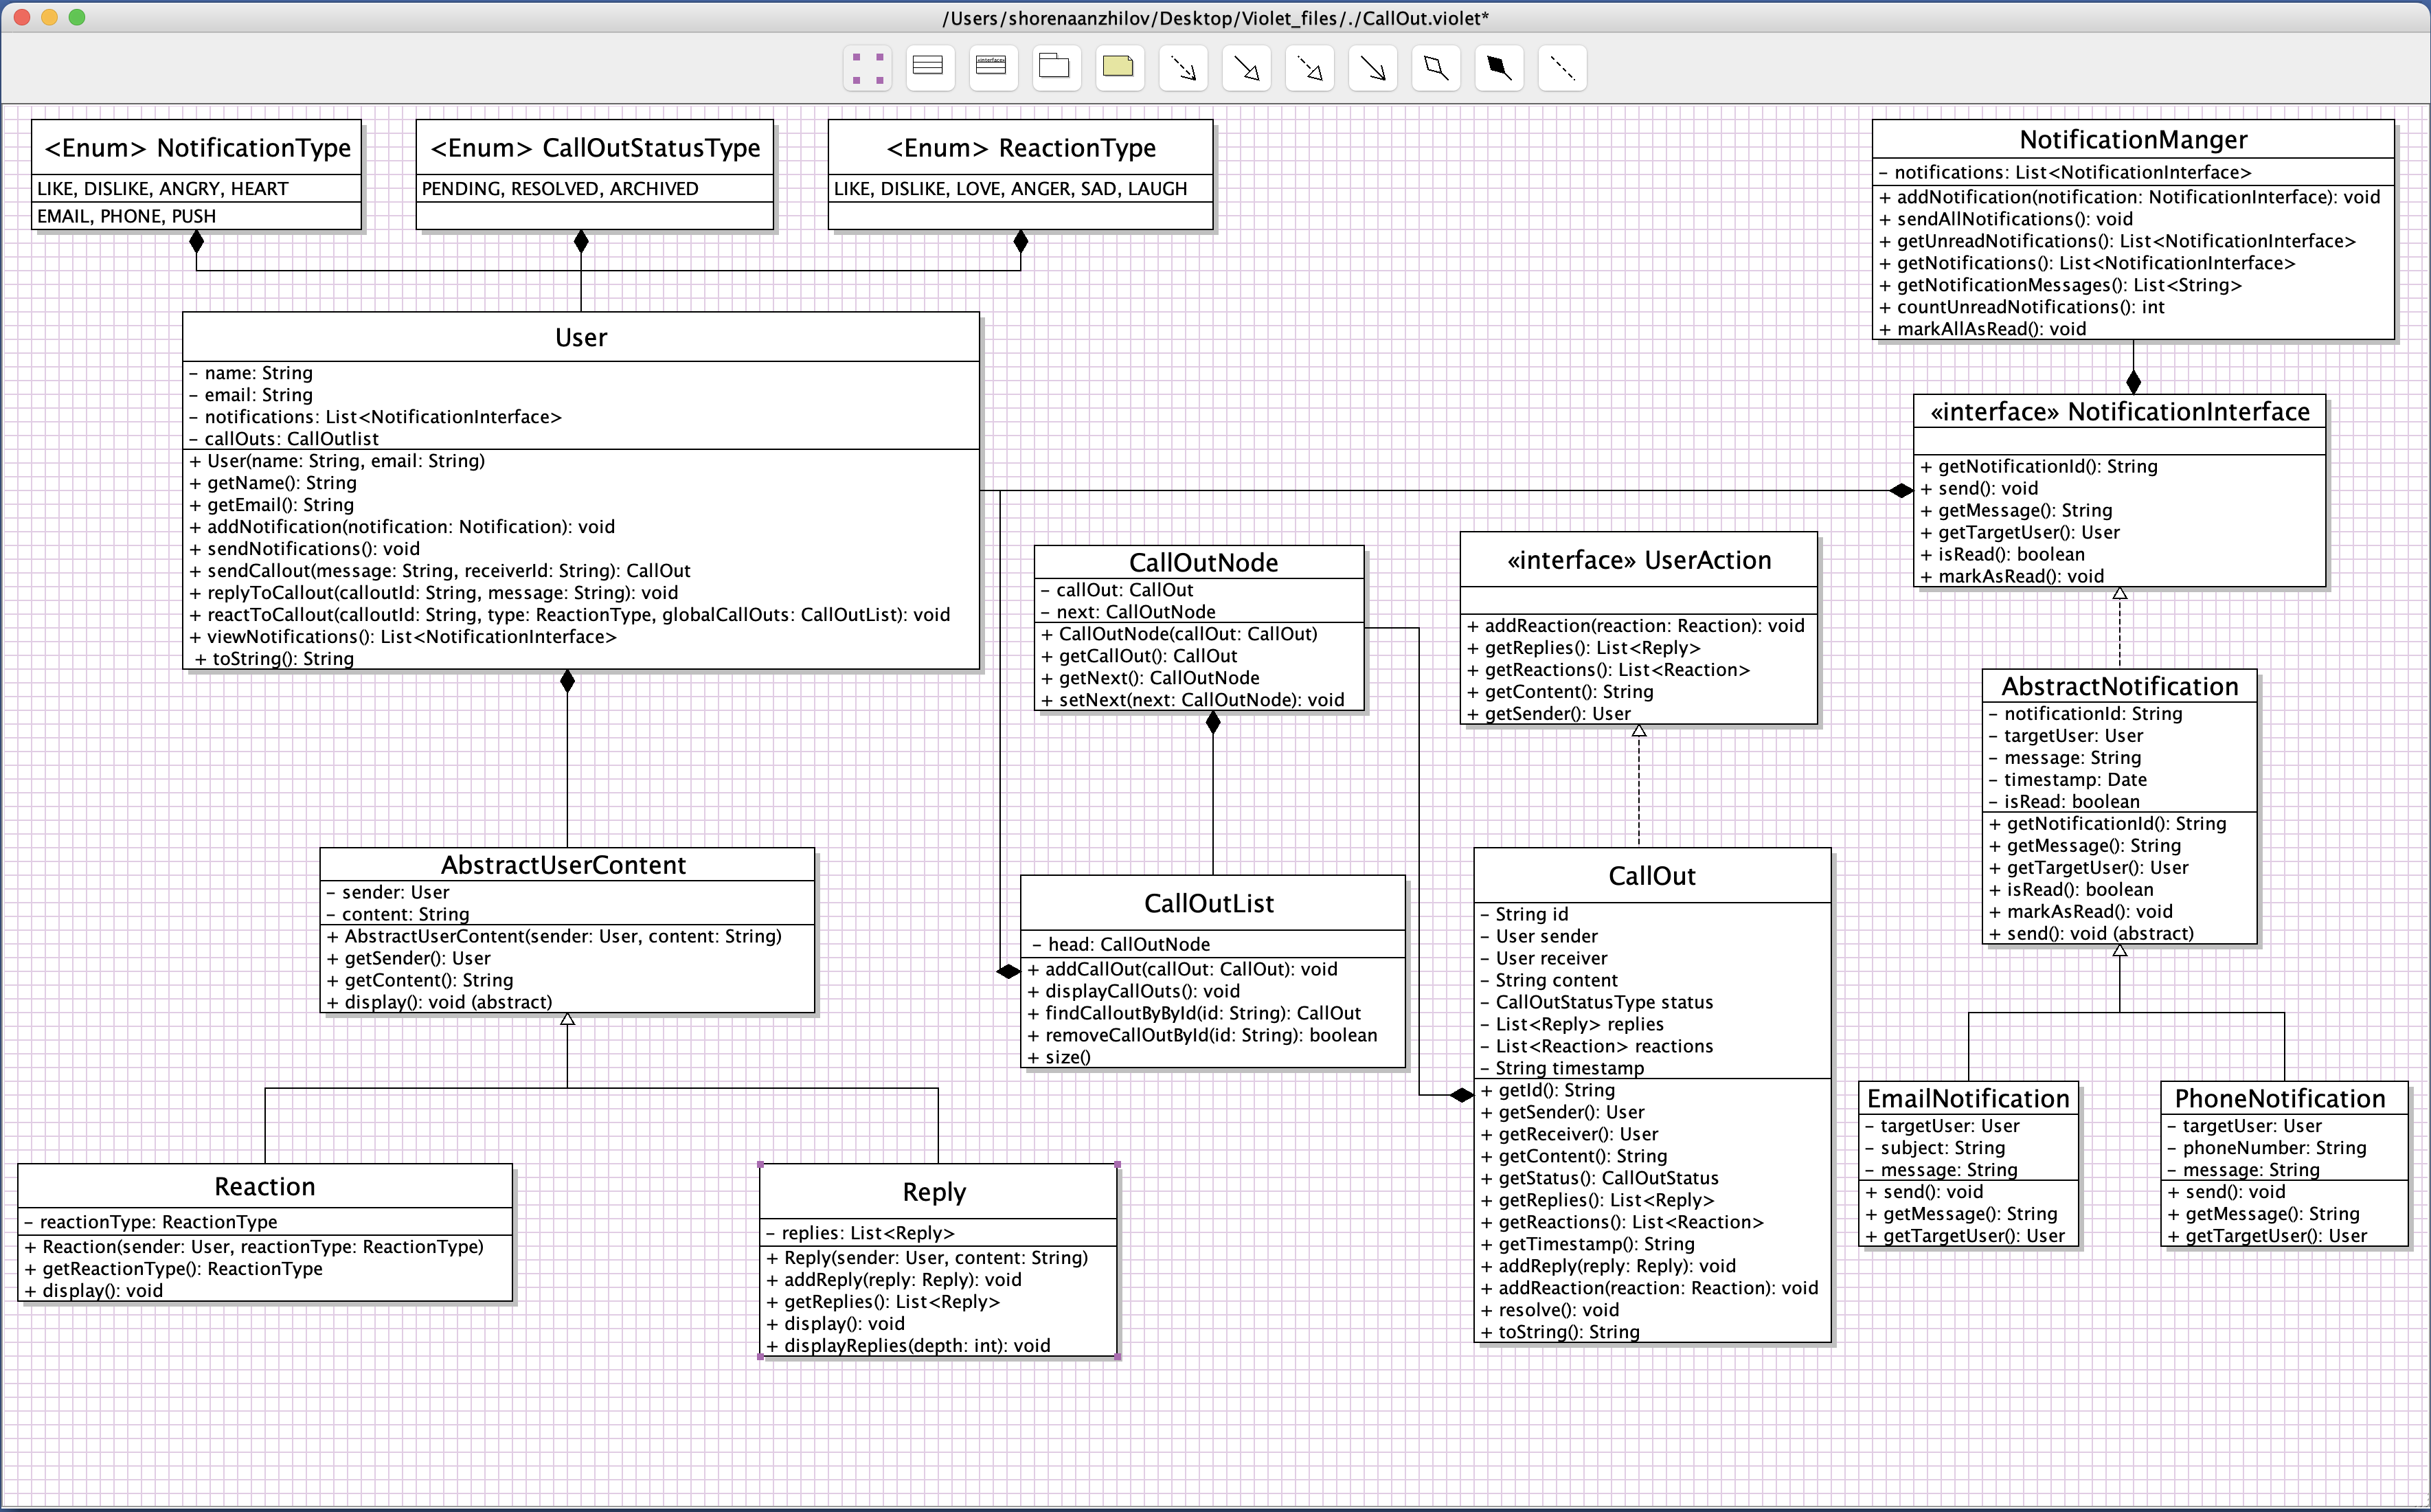 /Users/shorenaanzhilov/Desktop/Violet_files/./CallOut.violet*
<Enum> NotificationType
LIKE, DISLIKE, ANGRY, HEART
EMAIL, PHONE, PUSH
<Enum> CallOutStatusType
PENDING, RESOLVED, ARCHIVED
<Enum> ReactionType
LIKE, DISLIKE, LOVE, ANGER, SAD, LAUGH
NotificationManger
- notifications: List<NotificationInterface>
+ addNotification(notification: NotificationInterface): void
+ sendAllNotifications(): void
+ getUnreadNotifications(): List<NotificationInterface>
+ getNotifications(): List<NotificationInterface>
+ getNotificationMessages(): List<String>
+ countUnreadNotifications(): int
+ markAllAsRead(): void
User
- name: String
- email: String
- notifications: List<NotificationInterface>
- callOuts: CallOutlist
+ User(name: String, email: String)
+ getName(): String
+ getEmail(): String
+ addNotification(notification: Notification): void
+ sendNotifications(): void
+ sendCallout(message: String, receiverId: String): CallOut
+ replyToCallout(calloutId: String, message: String): void
+ reactToCallout(calloutId: String, type: ReactionType, globalCallOuts: CallOutList): void
+ viewNotifications(): List<NotificationInterface>
+ toString(): String
«interface» NotificationInterface
+ getNotificationId(): String
+ send(): void
+ getMessage(): String
+ getTargetUser(): User
+ isRead(): boolean
+ markAsRead(): void
CallOutNode
- callOut: CallOut
- next: CallOutNode
+ CallOutNode(callOut: CallOut)
+ getCallOut(): CallOut
+ getNext(): CallOutNode
+ setNext(next: CallOutNode): void
«interface» UserAction
+ addReaction(reaction: Reaction): void
+ getReplies(): List<Reply>
+ getReactions(): List<Reaction>
+ getContent(): String
+ getSender(): User
AbstractNotification
- notificationId: String
- targetUser: User
- message: String
- timestamp: Date
- isRead: boolean
+ getNotificationId(): String
+ getMessage(): String
+ getTargetUser(): User
+ isRead(): boolean
+ markAsRead(): void
+ send(): void (abstract)
AbstractUserContent
- sender: User
- content: String
+ AbstractUserContent(sender: User, content: String)
+ getSender(): User
+ getContent(): String
+ display(): void (abstract)
CallOutList
- head: CallOutNode
+ addCallOut(callOut: CallOut): void
+ displayCallOuts(): void
+ findCalloutByById(id: String): CallOut
+ removeCallOutById(id: String): boolean
+ size()
CallOut
- String id
- User sender
- User receiver
- String content
- CallOutStatusType status
- List<Reply> replies
- List<Reaction> reactions
- String timestamp
+ getId(): String
+ getSender(): User
+ getReceiver(): User
+ getContent(): String
+ getStatus(): CallOutStatus
+ getReplies(): List<Reply>
+ getReactions(): List<Reaction>
+ getTimestamp(): String
+ addReply(reply: Reply): void
+ addReaction(reaction: Reaction): void
+ resolve(): void
+ toString(): String
EmailNotification
- targetUser: User
- subject: String
- message: String
+ send(): void
+ getMessage(): String
+ getTargetUser(): User
PhoneNotification
- targetUser: User
- phoneNumber: String
- message: String
+ send(): void
+ getMessage(): String
+ getTargetUser(): User
Reaction
- reactionType: ReactionType
+ Reaction(sender: User, reactionType: ReactionType)
+ getReactionType(): ReactionType
+ display(): void
Reply
- replies: List<Reply>
+ Reply(sender: User, content: String)
+ addReply(reply: Reply): void
+ getReplies(): List<Reply>
+ display(): void
+ displayReplies(depth: int): void